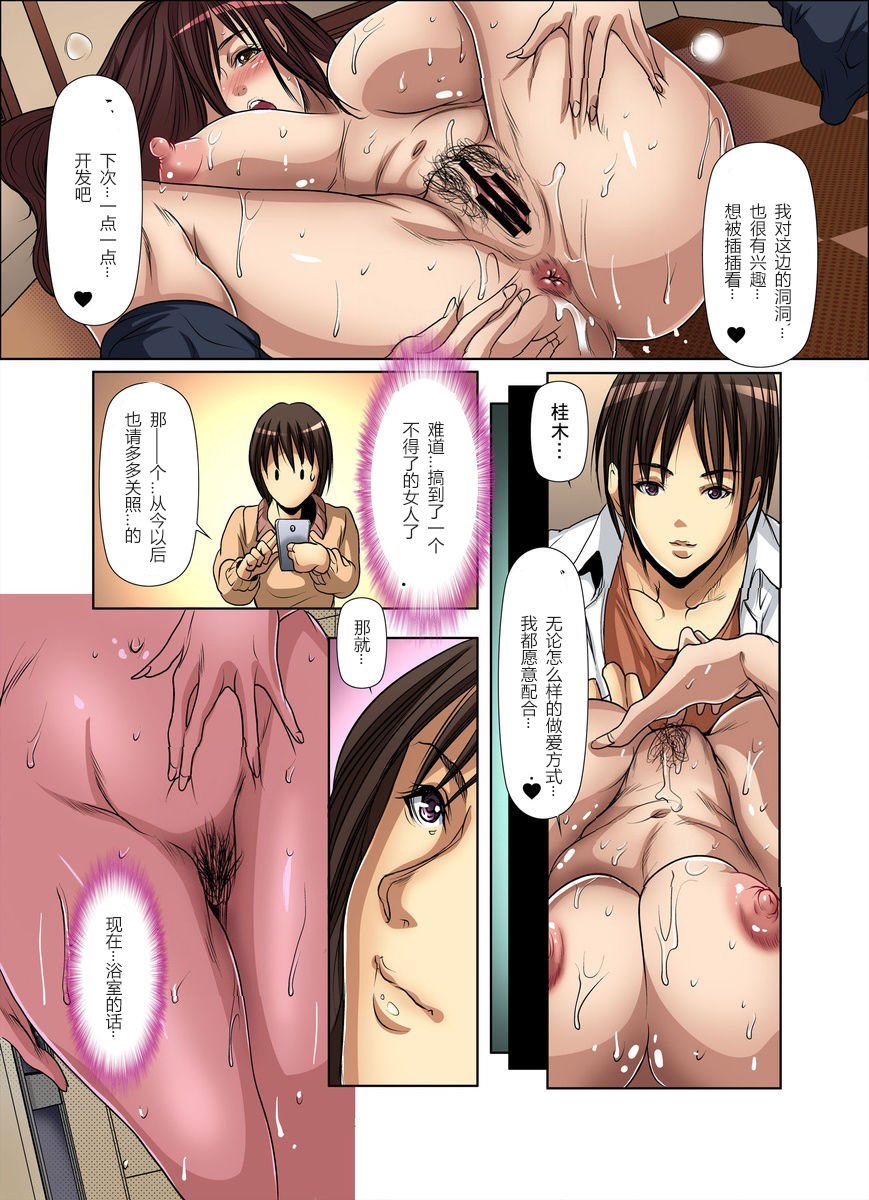 我对这边的洞洞、
也很有兴趣…
想被插插看…
♥
下次…一点一点…
开发吧
♥
桂木…
无论怎么样的做爱方式…
我都愿意配合…
♥
难道…搞到了一个
不得了的女人了
那——个…从今以后
也请多多关照…的
那就…
现在…浴室的话…